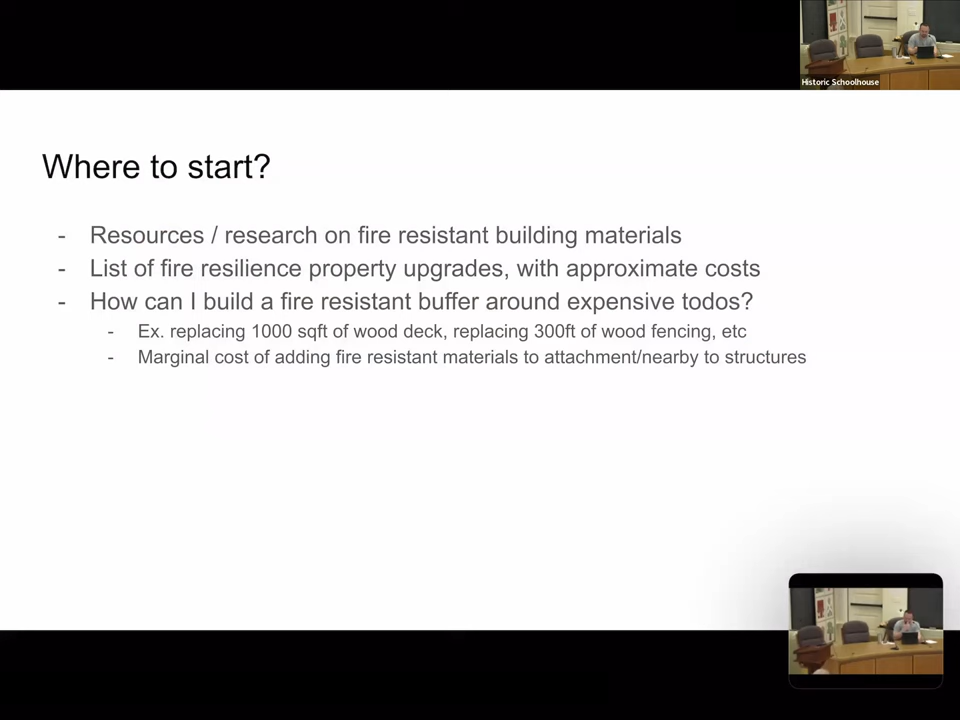 Historic Schoolhouse
Where to start?
- Resources / research on fire resistant building materials
- List of fire resilience property upgrades, with approximate costs
- How can I build a fire resistant buffer around expensive todos?
- Ex. replacing 1000 sqft of wood deck, replacing 300ft of wood fencing, etc
- Marginal cost of adding fire resistant materials to attachment/nearby to structures